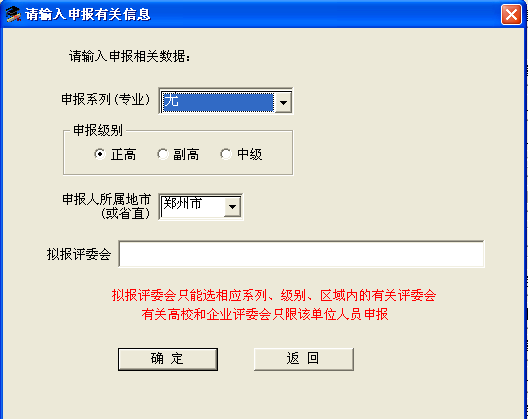 请输入申报有关信息
请输入申报相关数据：
申报系列(专业) 无
申报级别
正高 副高 中级
申报人所属地市 郑州市
(或省直)
拟报评委会
拟报评委会只能选相应系列、级别、区域内的有关评委会
有关高校和企业评委会只限该单位人员申报
确 定 返 回